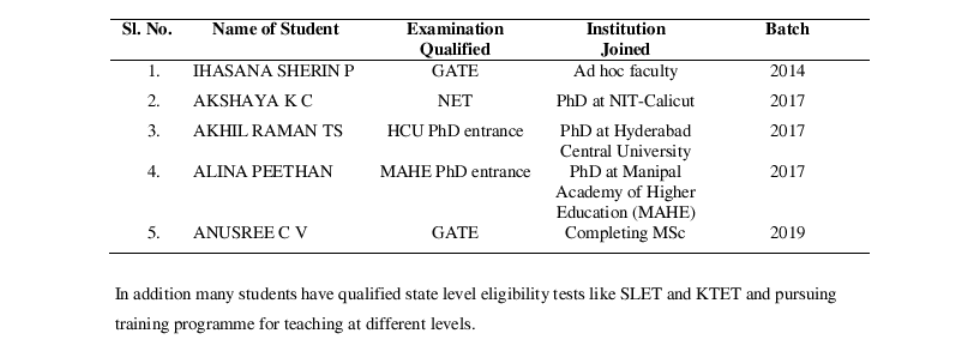 Sl. No. Name of Student Examination Institution Batch
Qualified Joined
1. IHASANA SHERIN P GATE Ad hoc faculty 2014
2. AKSHAYA K C NET PhD at NIT-Calicut 2017
3. AKHIL RAMAN TS HCU PhD entrance PhD at Hyderabad 2017
Central University
4. ALINA PEETHAN MAHE PhD entrance PhD at Manipal 2017
Academy of Higher
Education (MAHE)
5. ANUSREE C V GATE Completing MSc 2019
In addition many students have qualified state level eligibility tests like SLET and KTET and pursuing
training programme for teaching at different levels.